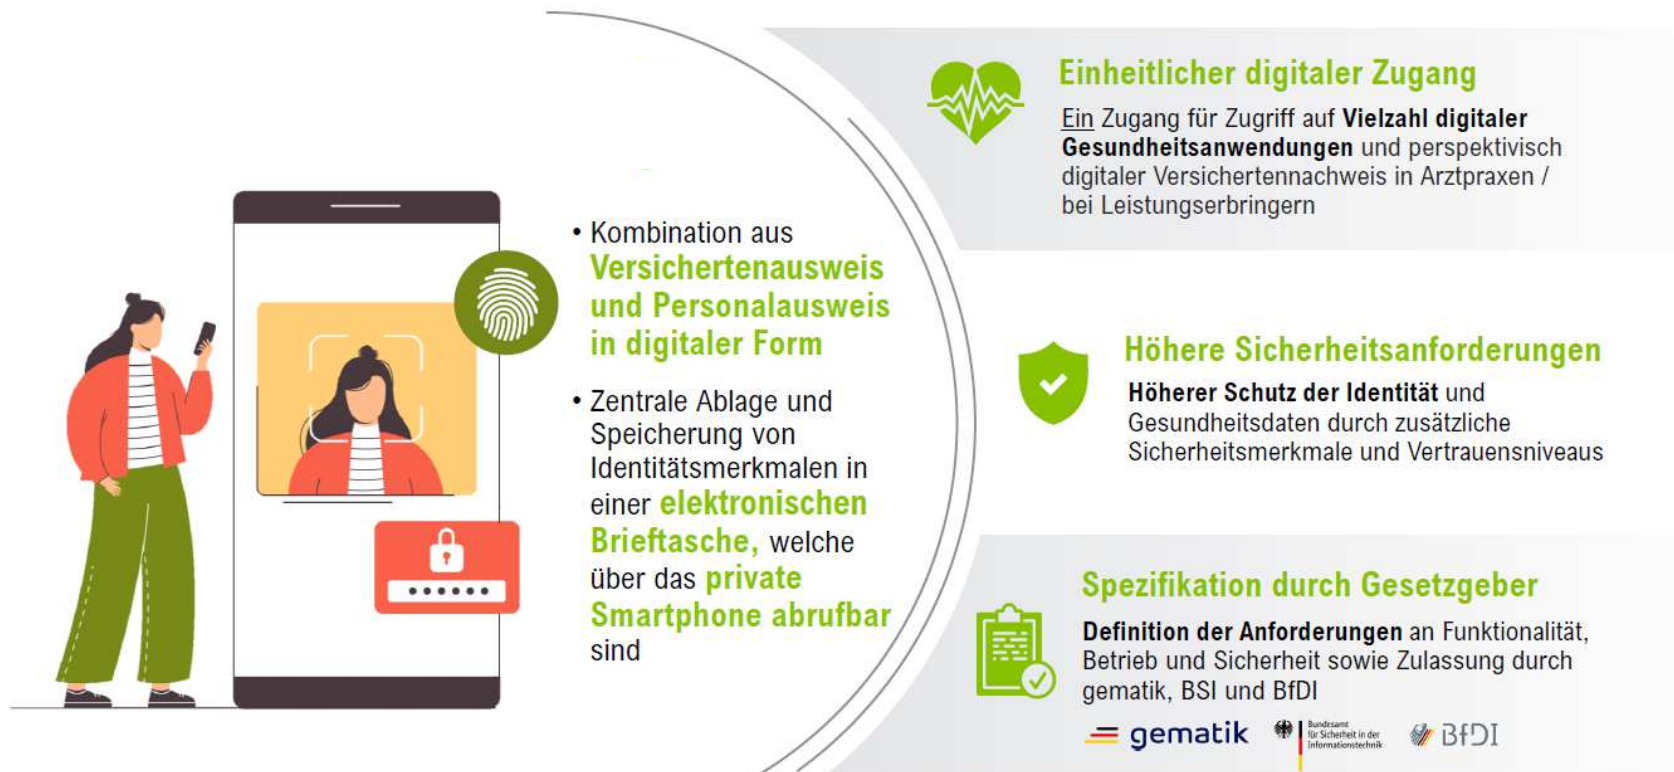 • Kombination aus
Versichertenausweis
und Personalausweis
in digitaler Form
• Zentrale Ablage und
Speicherung von
Identitätsmerkmalen in
einer elektronischen
Brieftasche, welche
über das private
Smartphone abrufbar
sind
Einheitlicher digitaler Zugang
Ein Zugang für Zugriff auf Vielzahl digitaler
Gesundheitsanwendungen und perspektivisch
digitaler Versichertennachweis in Arztpraxen /
bei Leistungserbringern
Höhere Sicherheitsanforderungen
Höherer Schutz der Identität und
Gesundheitsdaten durch zusätzliche
Sicherheitsmerkmale und Vertrauensniveaus
Spezifikation durch Gesetzgeber
Definition der Anforderungen an Funktionalität,
Betrieb und Sicherheit sowie Zulassung durch
gematik, BSI und BfDI
gematik
Bundesamt
für Sicherheit in der
Informationstechnik
BfDI